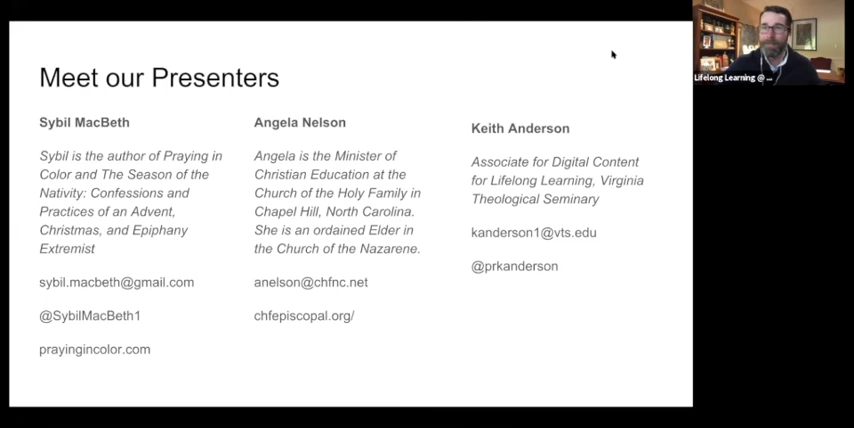 Meet our Presenters
Sybil MacBeth
Sybil is the author of Praying in
Color and The Season of the
Nativity: Confessions and
Practices of an Advent,
Christmas, and Epiphany
Extremist
sybil.macbeth@gmail.com
@SybilMacBeth1
prayingincolor.com
Angela Nelson
Angela is the Minister of
Christian Education at the
Church of the Holy Family in
Chapel Hill, North Carolina.
She is an ordained Elder in
the Church of the Nazarene.
anelson@chfnc.net
chfepiscopal.org/
Keith Anderson
Associate for Digital Content
for Lifelong Learning, Virginia
Theological Seminary
kanderson1@vts.edu
@prkanderson
Lifelong Learning @ ...